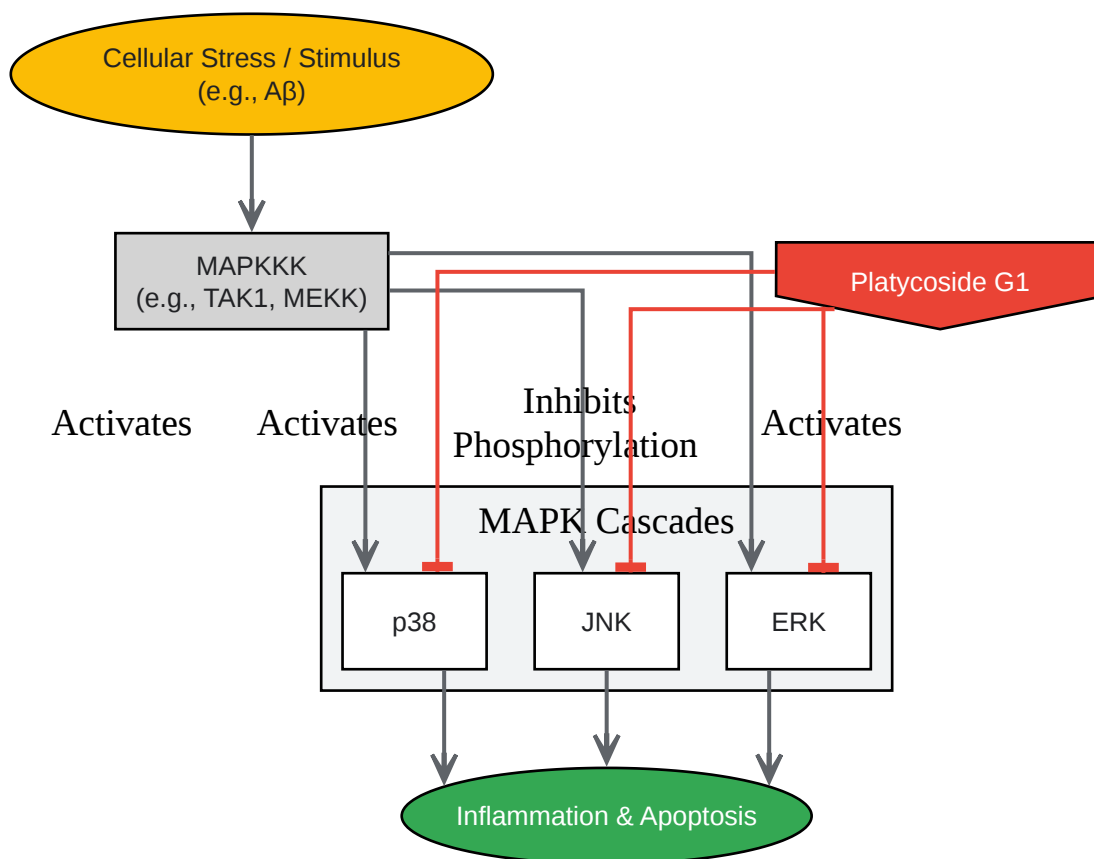 Cellular Stress / Stimulus
(e.g., Aβ)
MAPKKK
(e.g., TAK1, MEKK)
Platycoside G1
Activates
Activates
Inhibits
Phosphorylation
Activates
MAPK Cascades
p38
JNK
ERK
Inflammation & Apoptosis